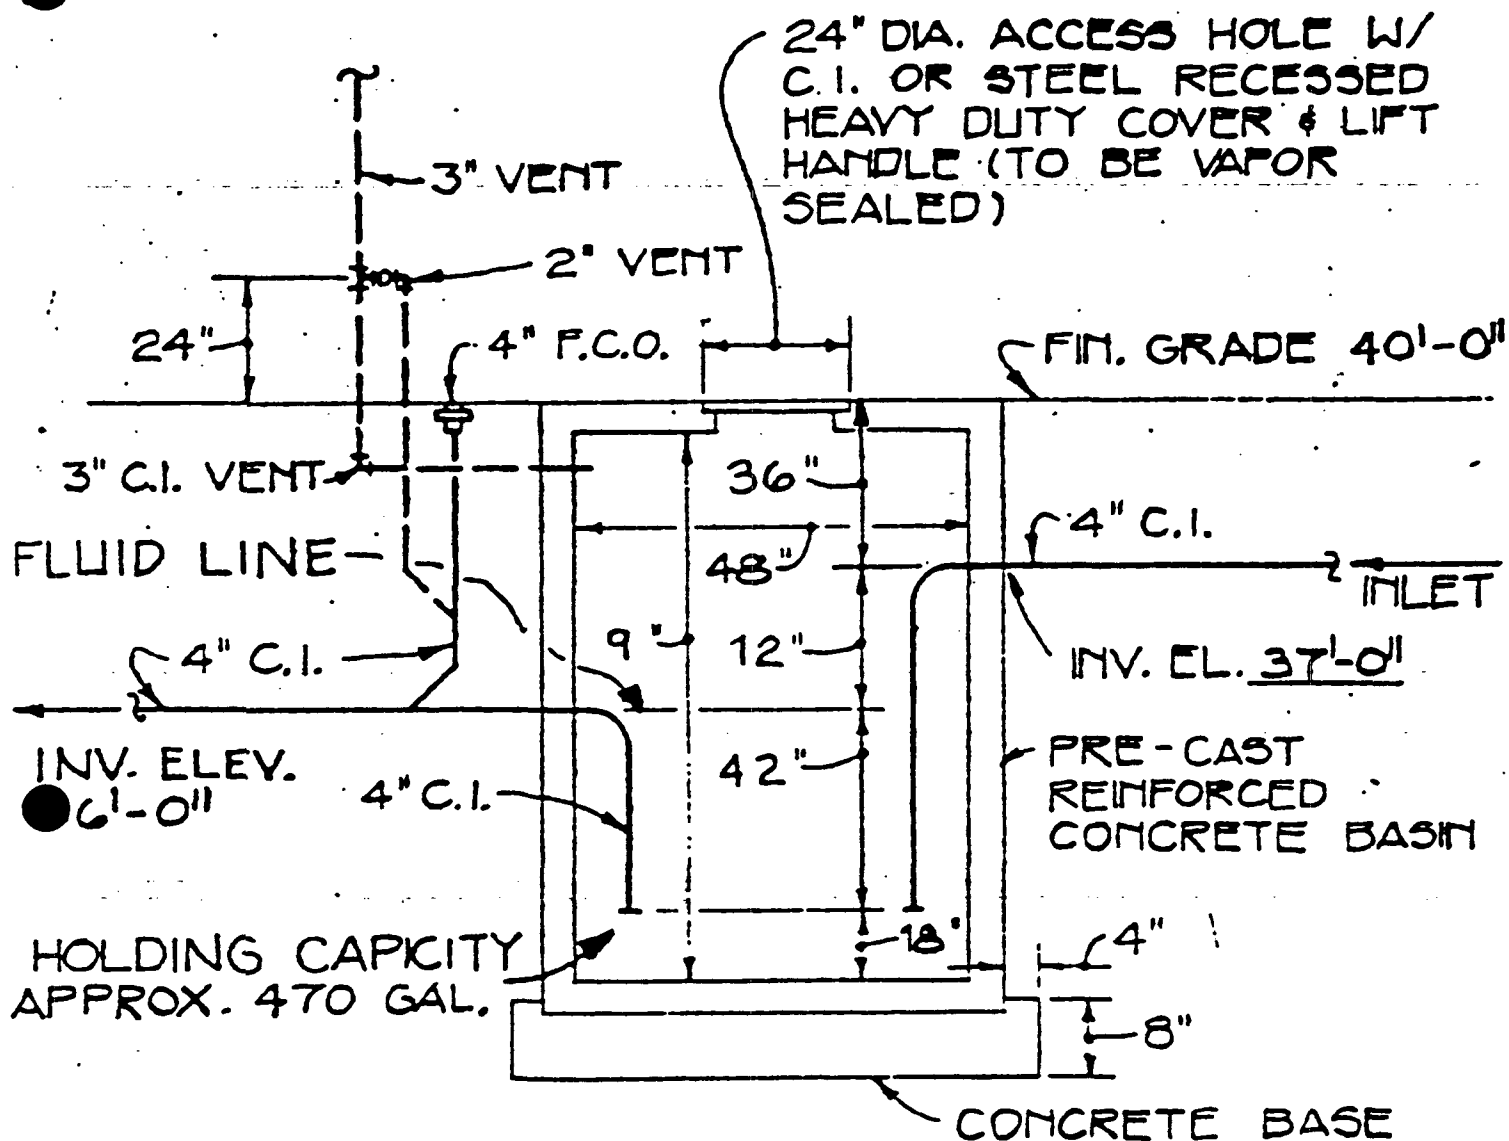 24" DIA. ACCESS HOLE W/
C.I. OR STEEL RECESSED
HEAVY DUTY COVER & LIFT
HANDLE (TO BE VAPOR
SEALED)
3" VENT
2" VENT
24"
4" F.C.O.
FIN. GRADE 40'-0"
3" C.I. VENT
36"
4" C.I.
FLUID LINE
48"
INLET
9 "
12"
4" C.I.
INV. EL. 37'-0"
INV. ELEV.
6'-0"
42"
4" C.I.
PRE-CAST
REINFORCED
CONCRETE BASIN
HOLDING CAPICITY
APPROX. 470 GAL.
18"
4"
8"
CONCRETE BASE